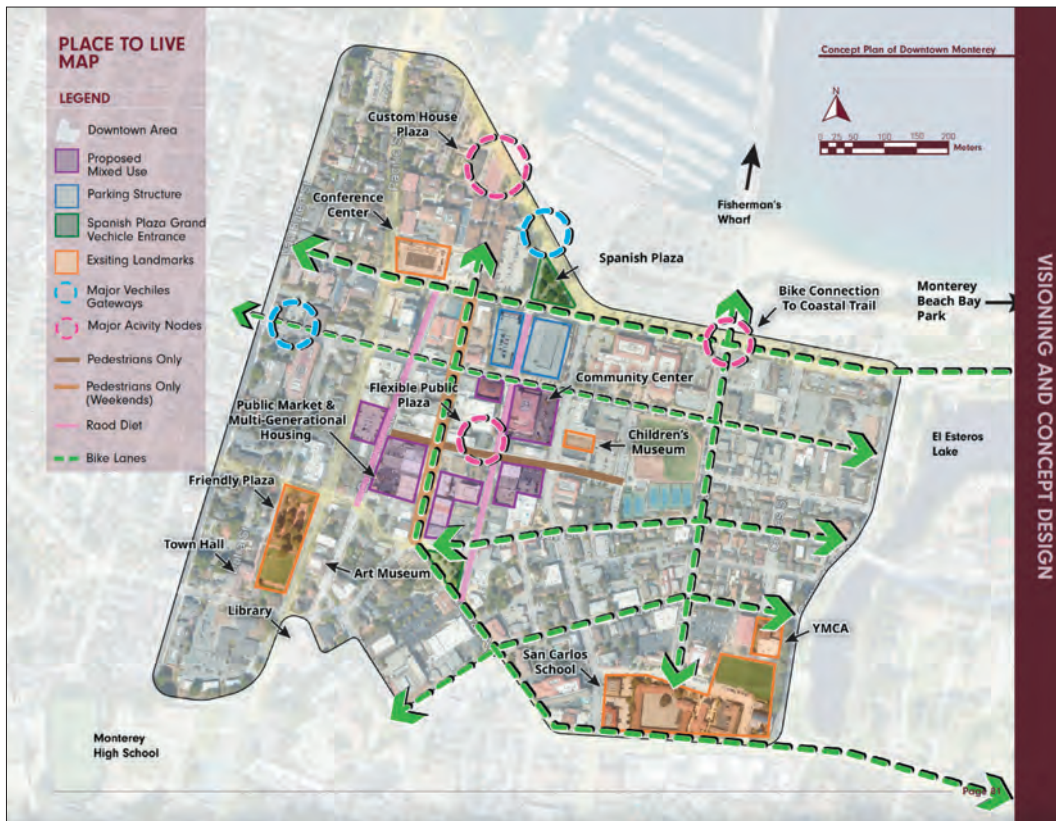 PLACE TO LIVE
MAP
LEGEND
Downtown Area
Proposed
Mixed Use
Parking Structure
Spanish Plaza Grand
Vechicle Entrance
Exsiting Landmarks
Major Vechiles
Gateways
Major Acivity Nodes
Pedestrians Only
Pedestrians Only
(Weekends)
Raod Diet
Bike Lanes
Concept Plan of Downtown Monterey
N
0 25 50 100 150 200
Meters
Custom House
Plaza
Conference
Center
Fisherman's
Wharf
Spanish Plaza
Bike Connection
To Coastal Trail
Monterey
Beach Bay
Park
Community Center
Flexible Public
Plaza
Public Market &
Multi-Generational
Housing
Children's
Museum
El Esteros
Lake
Friendly Plaza
Town Hall
Art Museum
Library
YMCA
San Carlos
School
Monterey
High School
VISIONING AND CONCEPT DESIGN